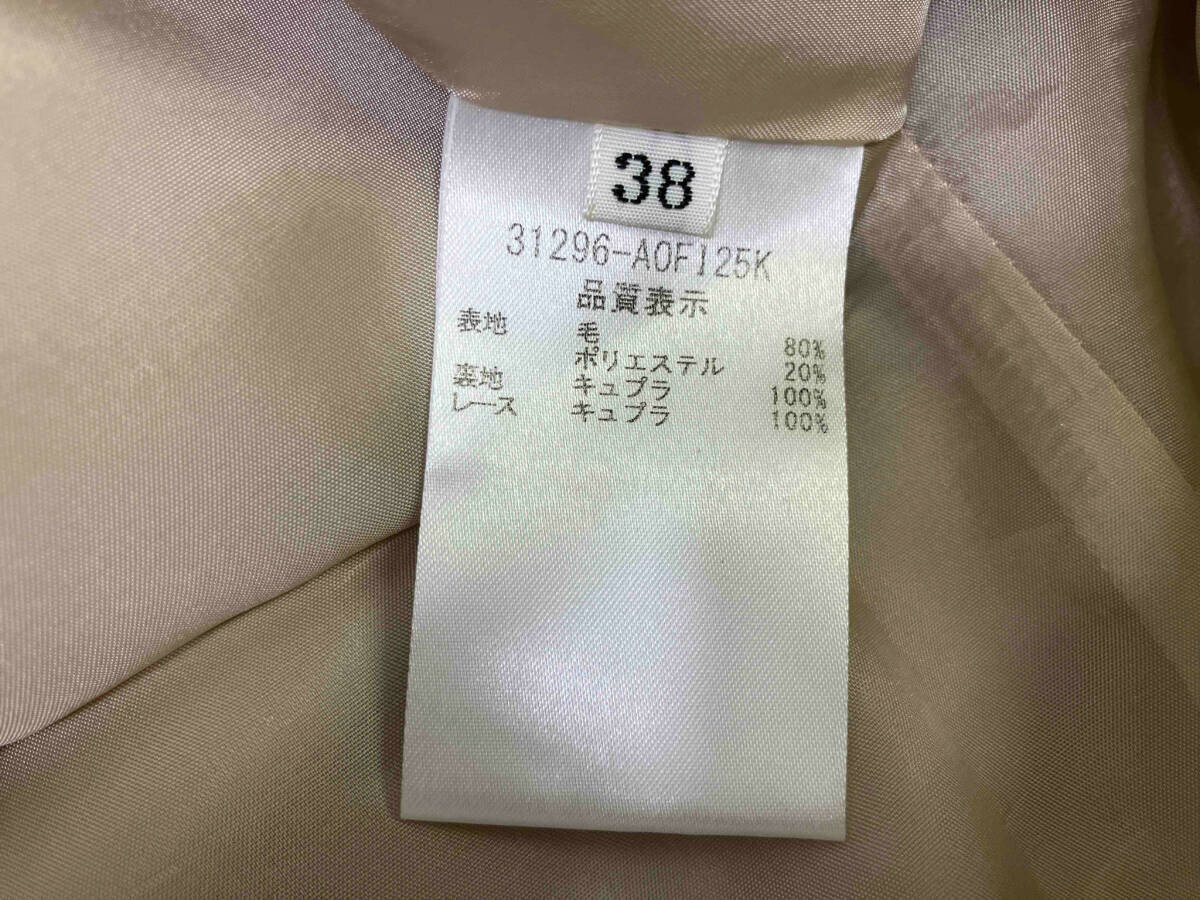 38
31296-A0F125K
品質表示
表地 毛 80%
ポリエステル 20%
裏地 キュプラ 100%
レース キュプラ 100%